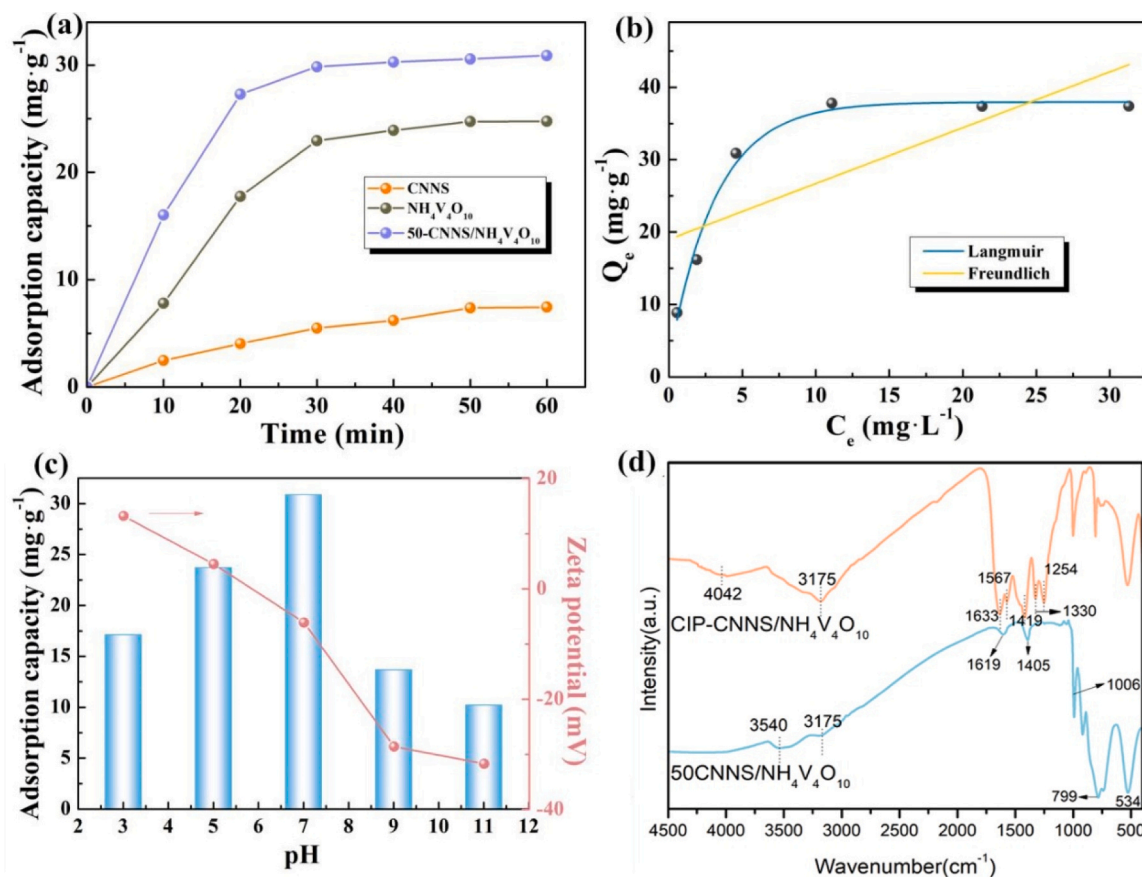 (a)
Adsorption capacity (mg·g⁻¹)
30
20
10
0
0 10 20 30 40 50 60
Time (min)
CNNS
NH₄V₄O₁₀
50-CNNS/NH₄V₄O₁₀
(b)
Qₑ (mg·g⁻¹)
50
40
30
20
10
0
0 5 10 15 20 25 30
Cₑ (mg·L⁻¹)
Langmuir
Freundlich
(c)
Adsorption capacity (mg·g⁻¹)
30
25
20
15
10
5
0
2 3 4 5 6 7 8 9 10 11 12
pH
20
0
-20
-40
Zeta potential (mV)
(d)
Intensity(a.u.)
4042
3175
1567
1254
1633
1419
1330
CIP-CNNS/NH₄V₄O₁₀
1619
1405
1006
3540
3175
50CNNS/NH₄V₄O₁₀
799
534
4500 4000 3500 3000 2500 2000 1500 1000 500 400
Wavenumber(cm⁻¹)